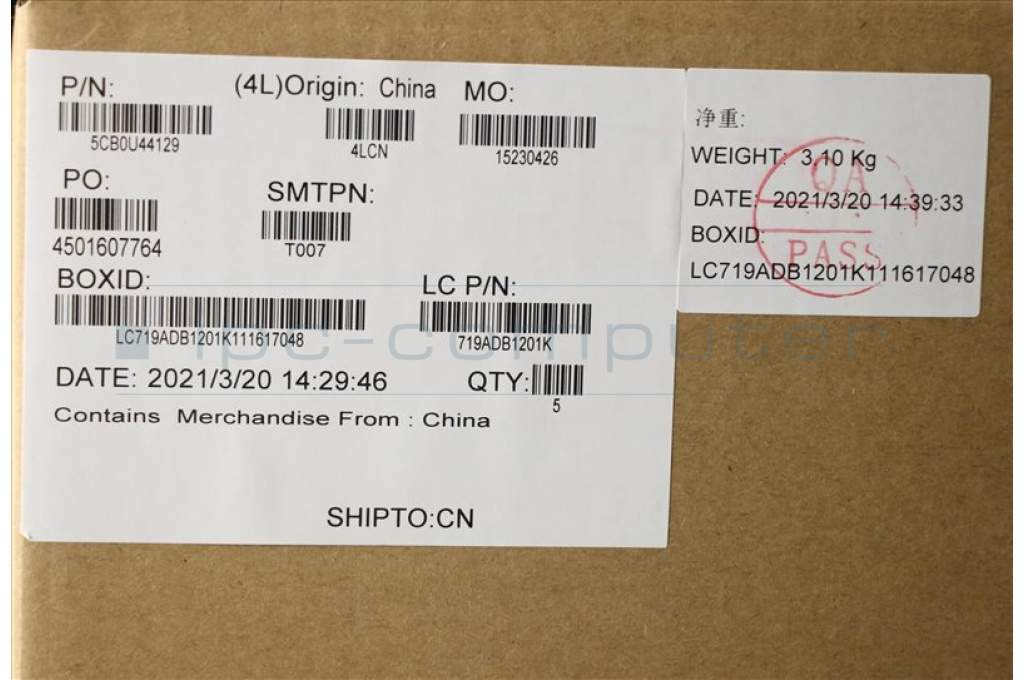 P/N: (4L)Origin: China MO:
5CB0U44129 4LCN 15230426
PO: SMTPN:
4501607764 T007
BOXID: LC P/N:
LC719ADB1201K111617048 719ADB1201K
DATE: 2021/3/20 14:29:46 QTY:
5
Contains Merchandise From : China
SHIPTO:CN
净重:
WEIGHT: 3.10 Kg
DATE: 2021/3/20 14:39:33
BOXID:
LC719ADB1201K111617048
QA
PASS
ipc-computer